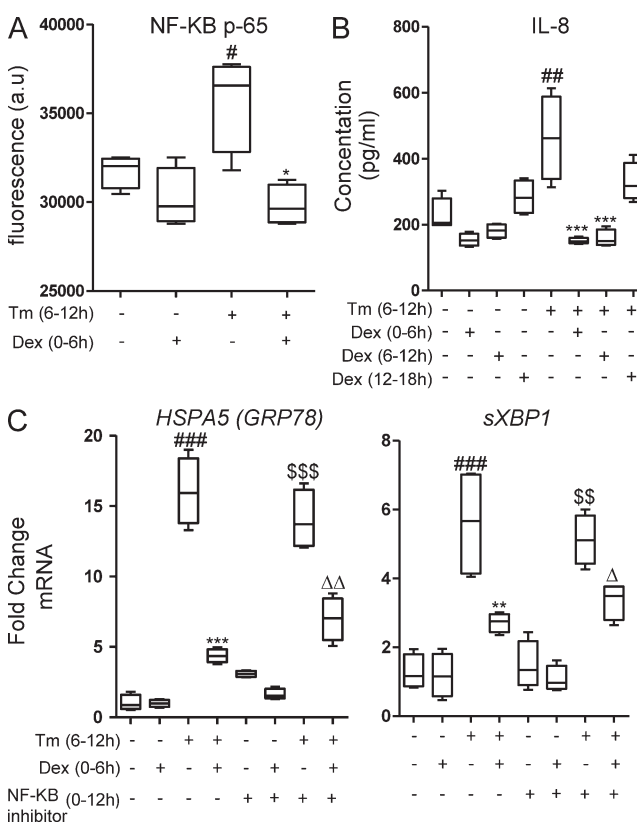 A
NF-KB p-65
fluorescence (a.u)
40000
35000
30000
25000
#
*
Tm (6-12h) - - + +
Dex (0-6h) - + - +
B
IL-8
Concentation
(pg/ml)
800
600
400
200
0
##
*** ***
Tm (6-12h) - - - - + + + +
Dex (0-6h) - + - - - + - -
Dex (6-12h) - - + - - - + -
Dex (12-18h) - - - + - - - +
C
HSPA5 (GRP78)
Fold Change
mRNA
20
15
10
5
0
###
***
$$$
ΔΔ
Tm (6-12h) - - + + - - + +
Dex (0-6h) - + - + - + - +
NF-KB (0-12h) - - - - + + + +
inhibitor
sXBP1
8
6
4
2
0
###
**
$$
Δ
- - + + - - + +
- + - + - + - +
- - - - + + + +